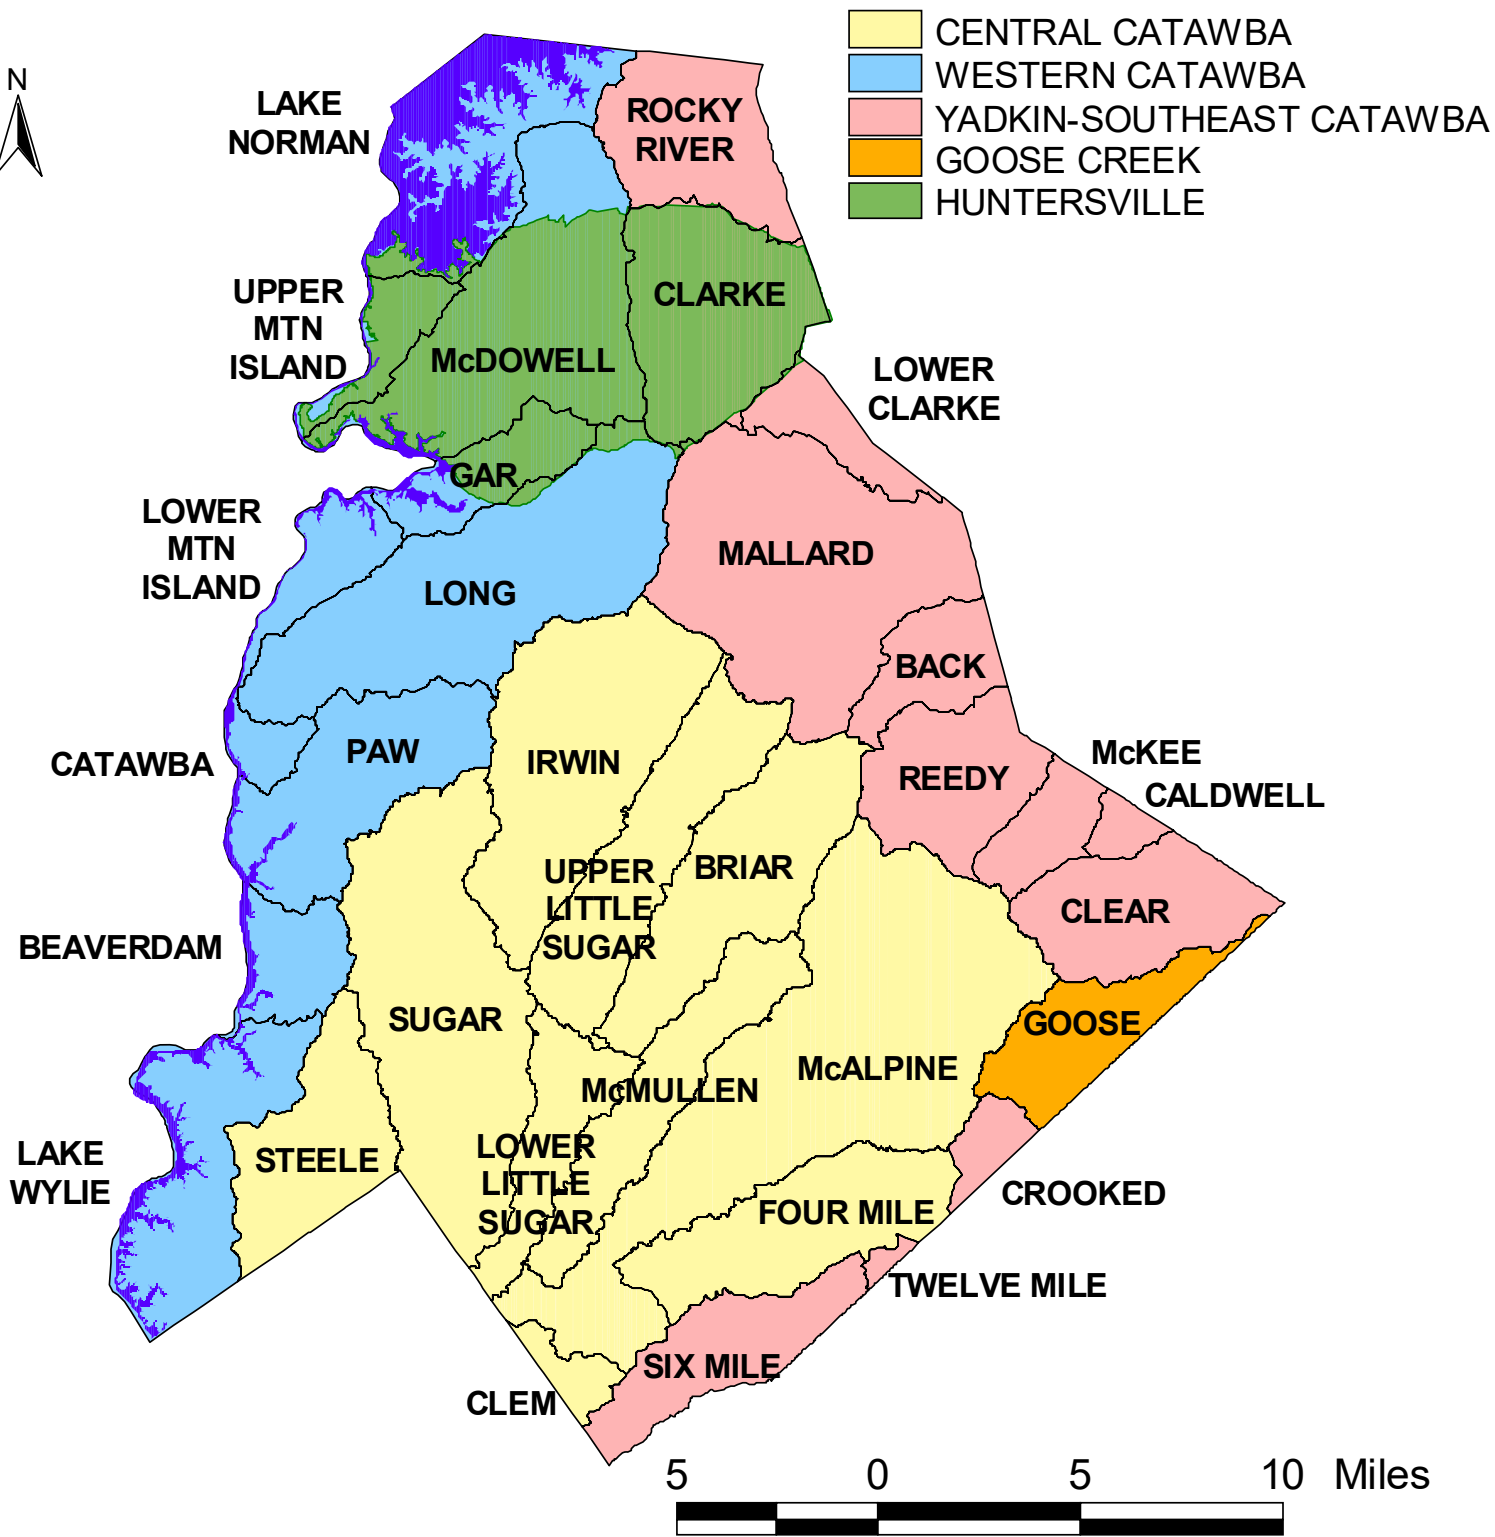 CENTRAL CATAWBA
WESTERN CATAWBA
YADKIN-SOUTHEAST CATAWBA
GOOSE CREEK
HUNTERSVILLE
N
LAKE
NORMAN
ROCKY
RIVER
UPPER
MTN
ISLAND
CLARKE
McDOWELL
LOWER
CLARKE
GAR
LOWER
MTN
ISLAND
MALLARD
LONG
BACK
CATAWBA
PAW
IRWIN
REEDY
McKEE
CALDWELL
UPPER
LITTLE
SUGAR
BRIAR
CLEAR
BEAVERDAM
SUGAR
GOOSE
McMULLEN
McALPINE
LAKE
WYLIE
STEELE
LOWER
LITTLE
SUGAR
FOUR MILE
CROOKED
TWELVE MILE
SIX MILE
CLEM
5 0 5 10 Miles